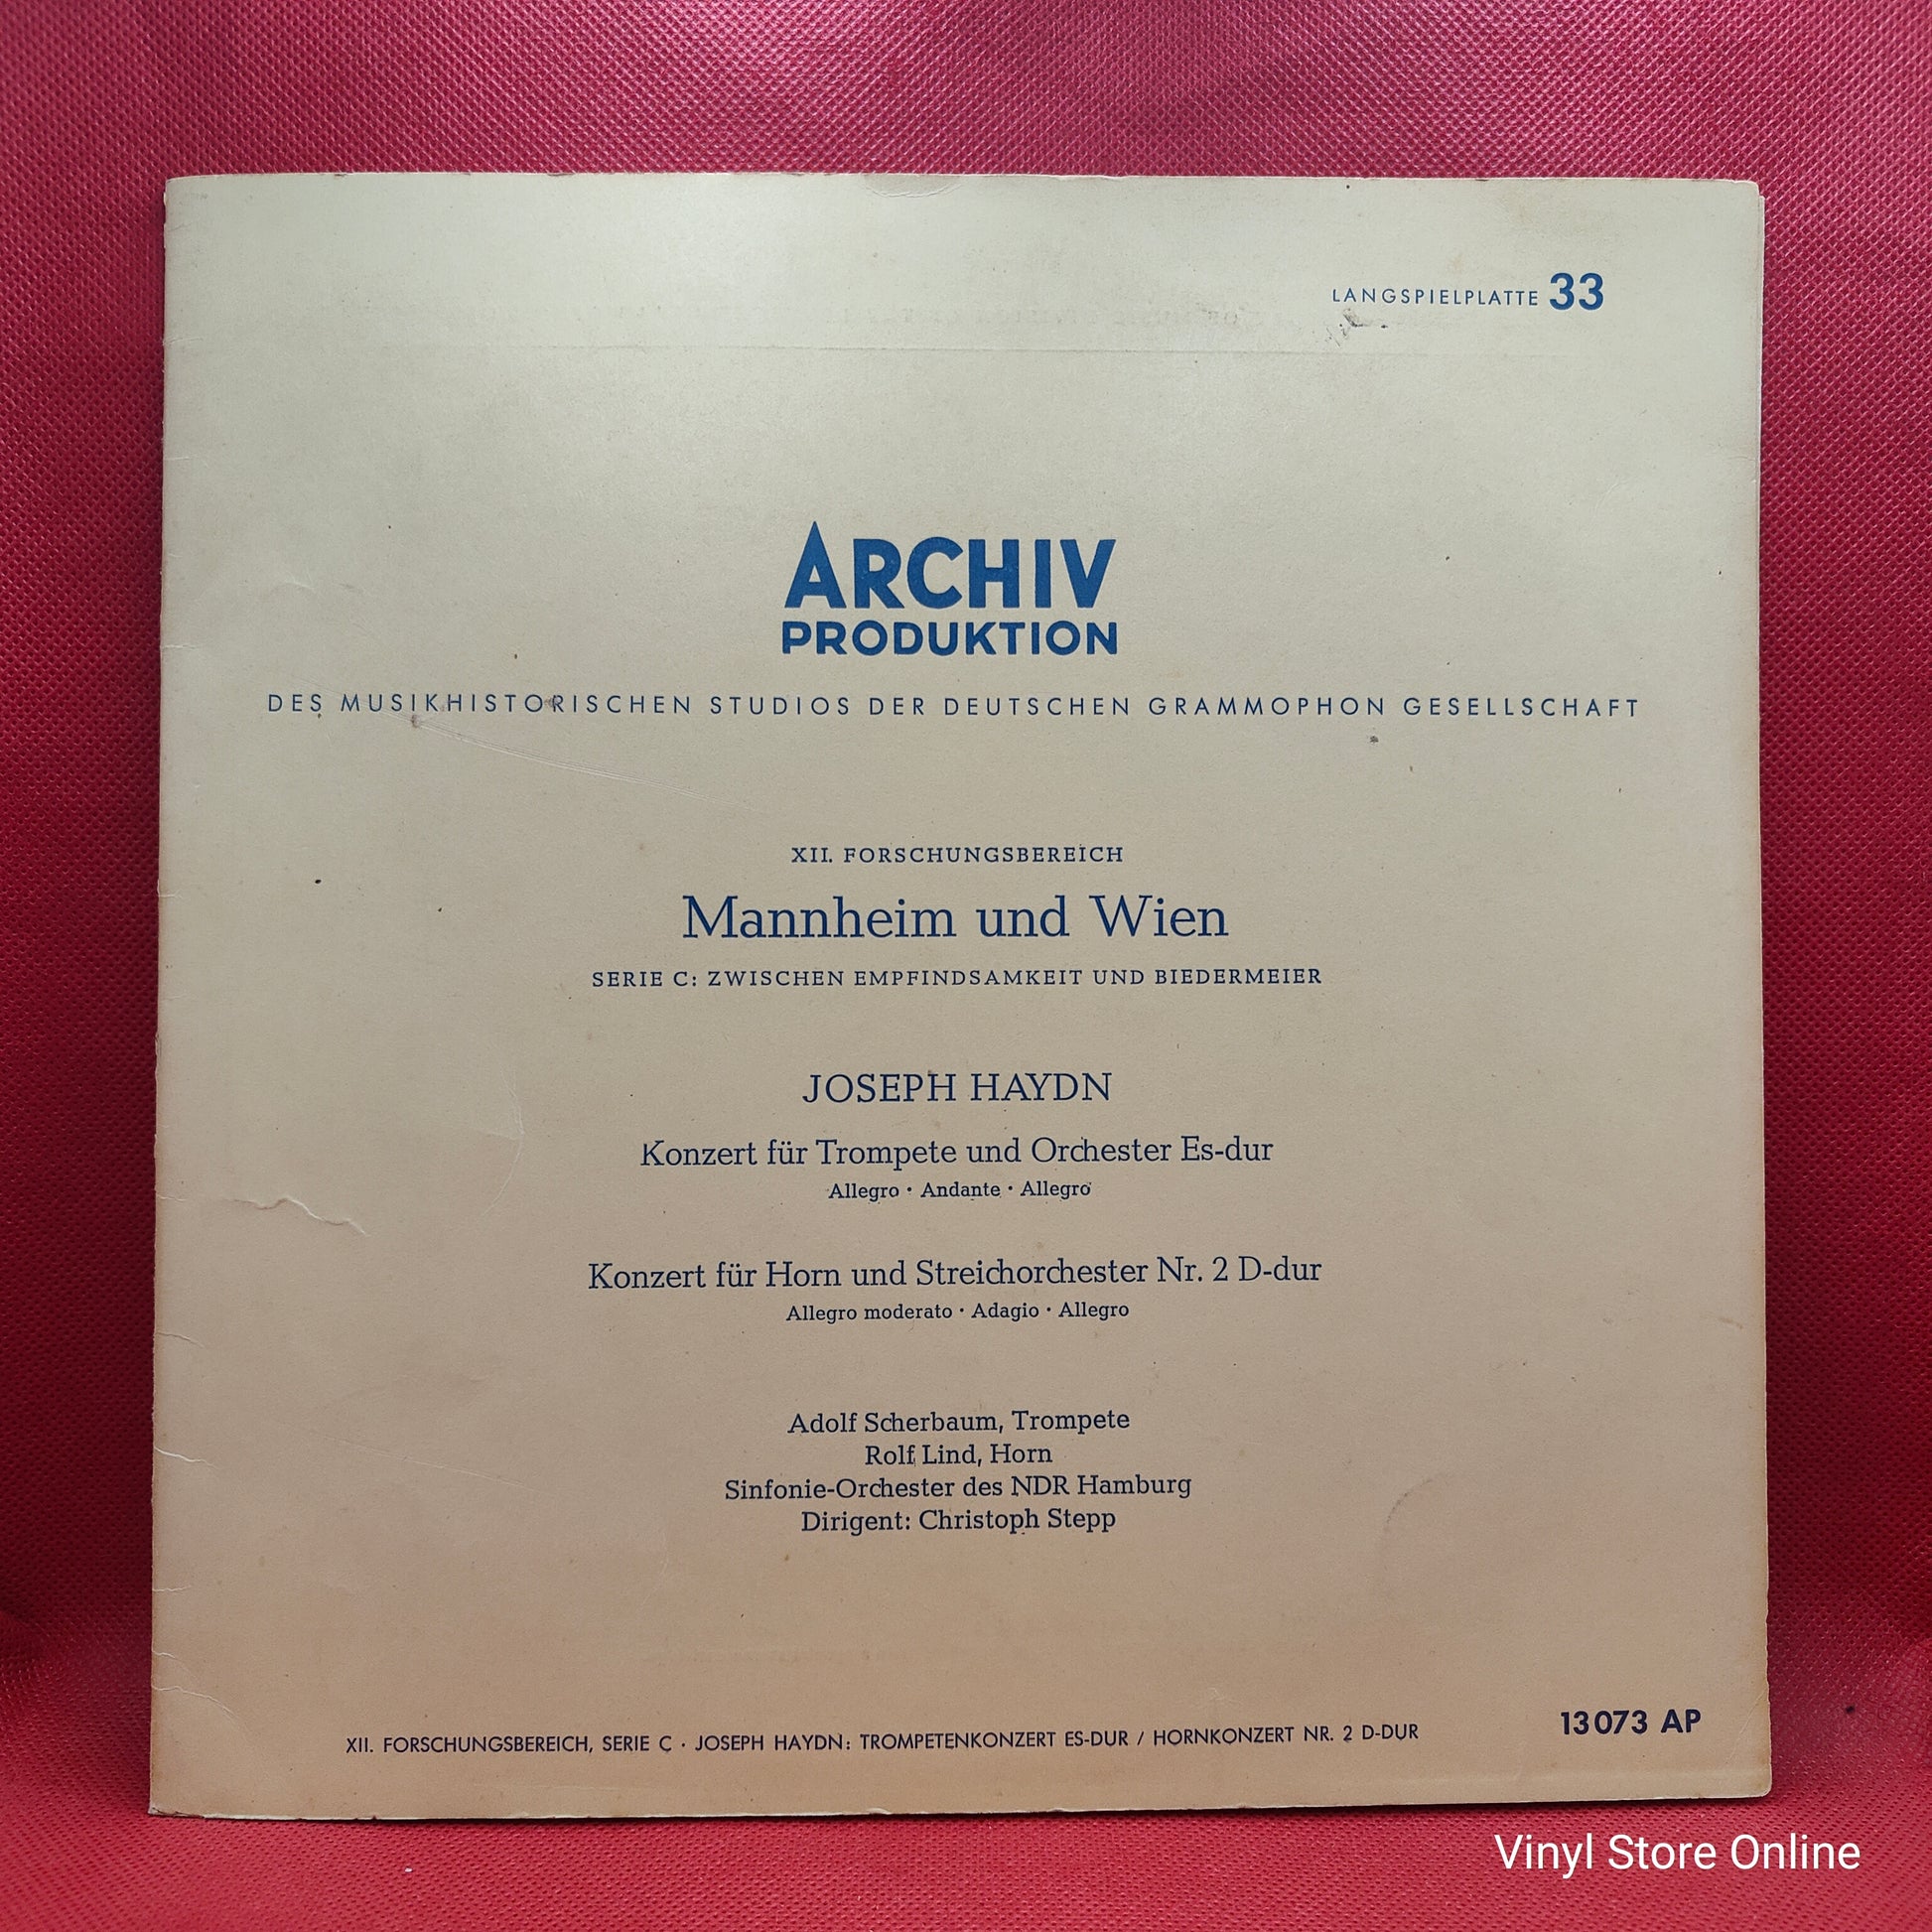 LANGSPIELPLATTE 33
ARCHIV
PRODUKTION
DES MUSIKHISTORISCHEN STUDIOS DER DEUTSCHEN GRAMMOPHON GESELLSCHAFT
XII. FORSCHUNGSBEREICH
Mannheim und Wien
SERIE C: ZWISCHEN EMPFINDSAMKEIT UND BIEDERMEIER
JOSEPH HAYDN
Konzert für Trompete und Orchester Es-dur
Allegro · Andante · Allegro
Konzert für Horn und Streichorchester Nr. 2 D-dur
Allegro moderato · Adagio · Allegro
Adolf Scherbaum, Trompete
Rolf Lind, Horn
Sinfonie-Orchester des NDR Hamburg
Dirigent: Christoph Stepp
XII. FORSCHUNGSBEREICH, SERIE C · JOSEPH HAYDN: TROMPETENKONZERT ES-DUR / HORNKONZERT NR. 2 D-DUR
13073 AP
Vinyl Store Online